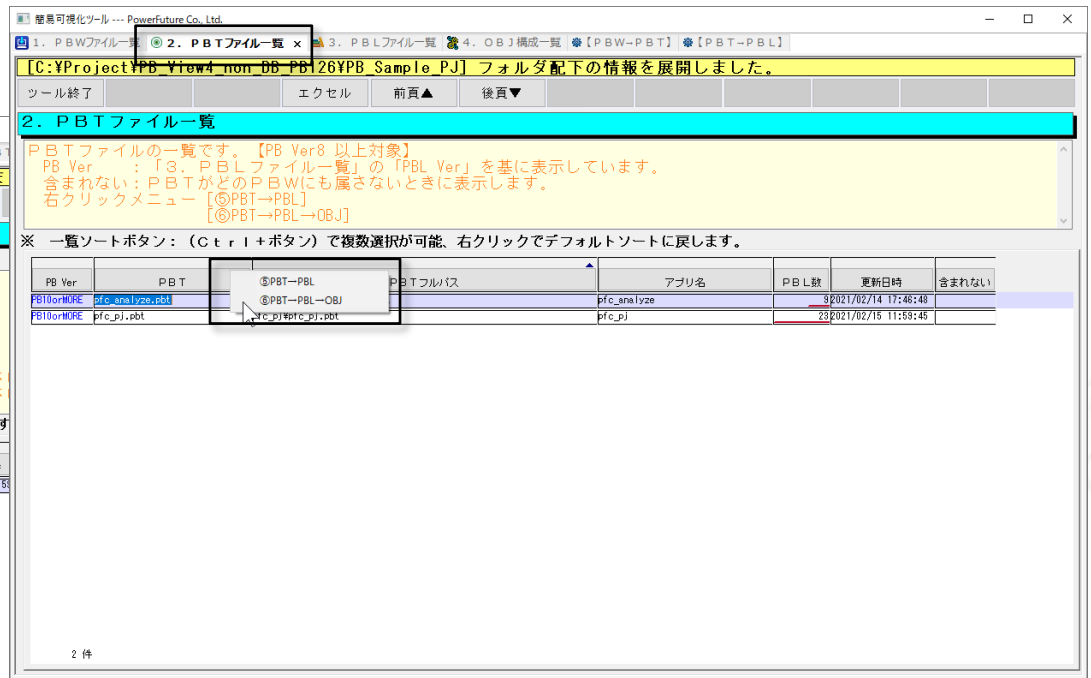 簡易可視化ツール --- PowerFuture Co., Ltd.
1. PBWファイル一覧 2. PBTファイル一覧 x 3. PBLファイル一覧 4. OBJ構成一覧 【PBW→PBT】 【PBT→PBL】
[C:¥Project¥PB_View4_non_DB_PB126¥PB_Sample_PJ] フォルダ配下の情報を展開しました。
ツール終了 エクセル 前頁▲ 後頁▼
2. PBTファイル一覧
PBTファイルの一覧です。【PB Ver8 以上対象】
PB Ver : 「3. PBLファイル一覧」の「PBL Ver」を基に表示しています。
含まれない : PBTがどのPBWにも属さないときに表示します。
右クリックメニュー [⑤PBT→PBL]
[⑥PBT→PBL→OBJ]
※ 一覧ソートボタン : (Ctrl+ボタン) で複数選択が可能、右クリックでデフォルトソートに戻します。
PB Ver PBT PBTフルパス アプリ名 PBL数 更新日時 含まれない
⑤PBT→PBL
⑥PBT→PBL→OBJ
PB10orMORE pfc_analyze.pbt pfc_analyze 9 2021/02/14 17:46:48
PB10orMORE pfc_pj.pbt pfc_pj¥pfc_pj.pbt pfc_pj 23 2021/02/15 11:59:45
2 件